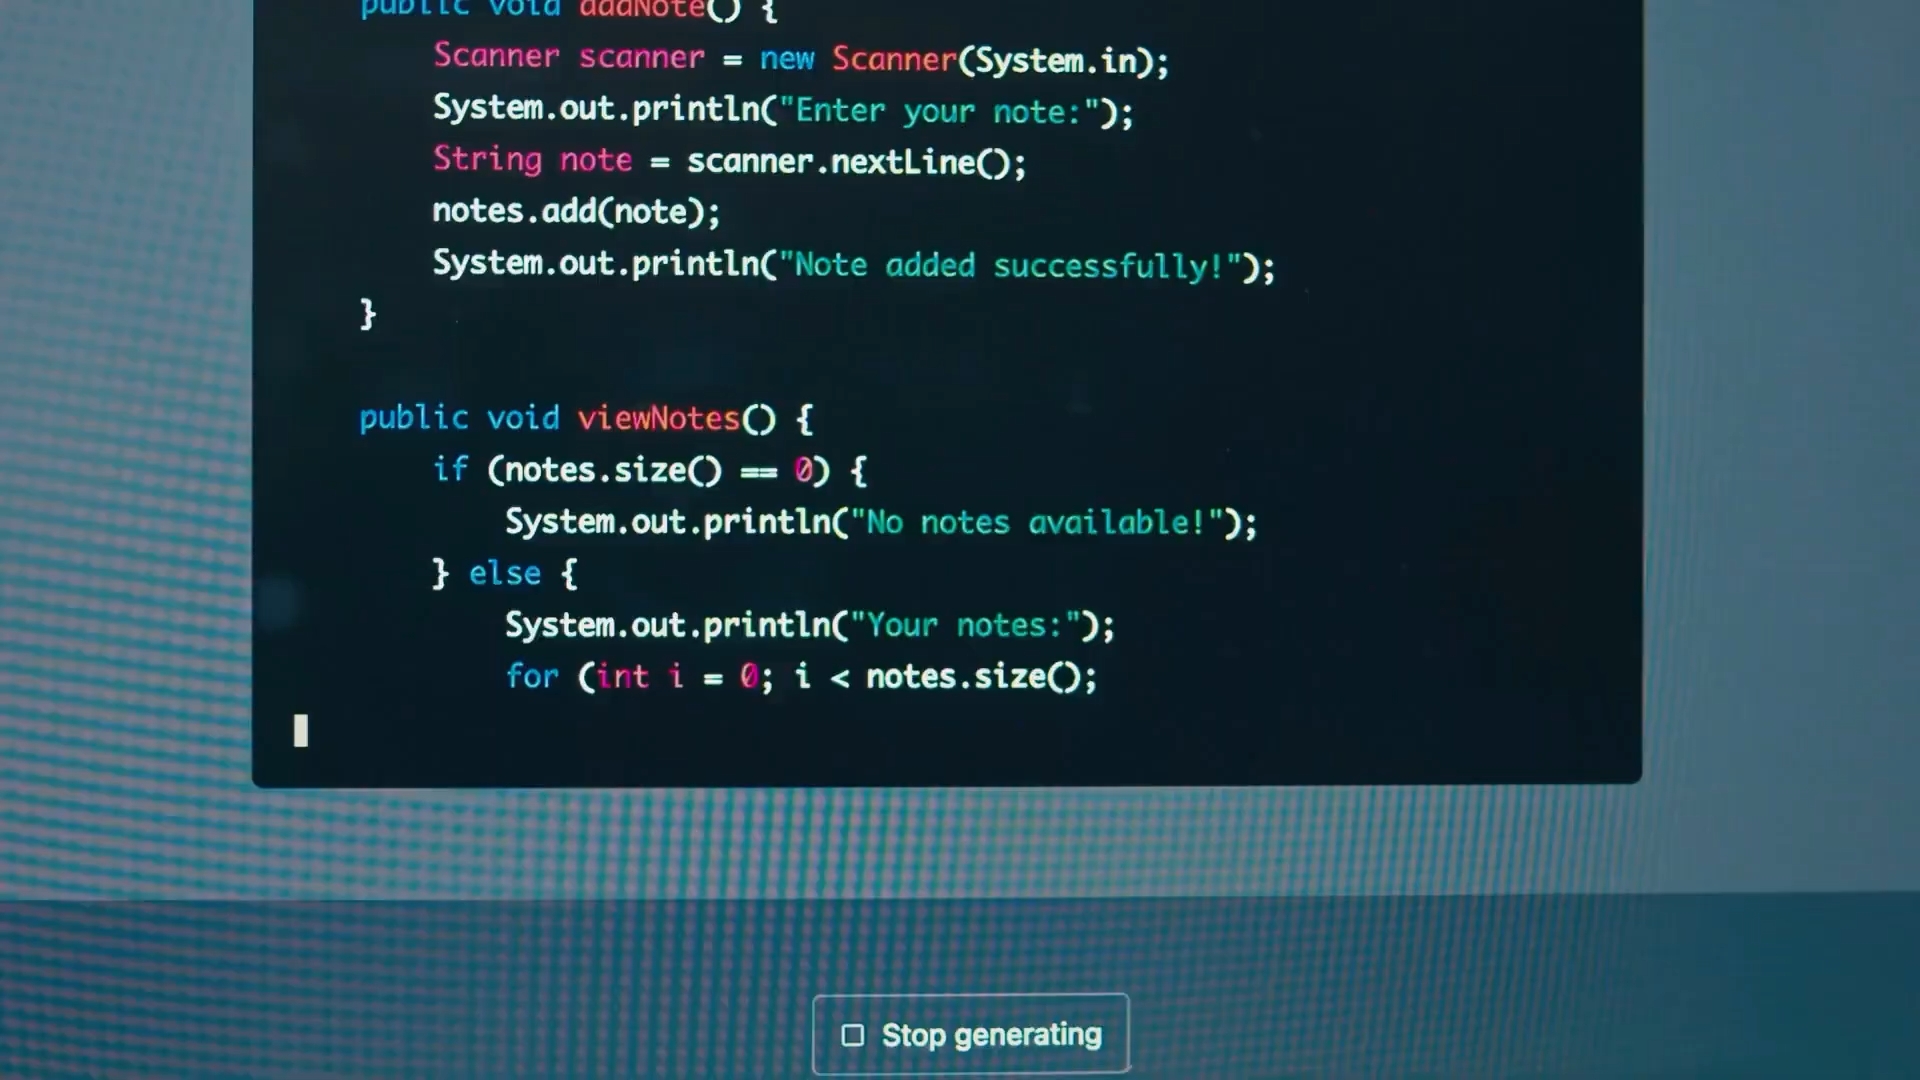 public void addNote() {
Scanner scanner = new Scanner(System.in);
System.out.println("Enter your note:");
String note = scanner.nextLine();
notes.add(note);
System.out.println("Note added successfully!");
}
public void viewNotes() {
if (notes.size() == 0) {
System.out.println("No notes available!");
} else {
System.out.println("Your notes:");
for (int i = 0; i < notes.size();
Stop generating